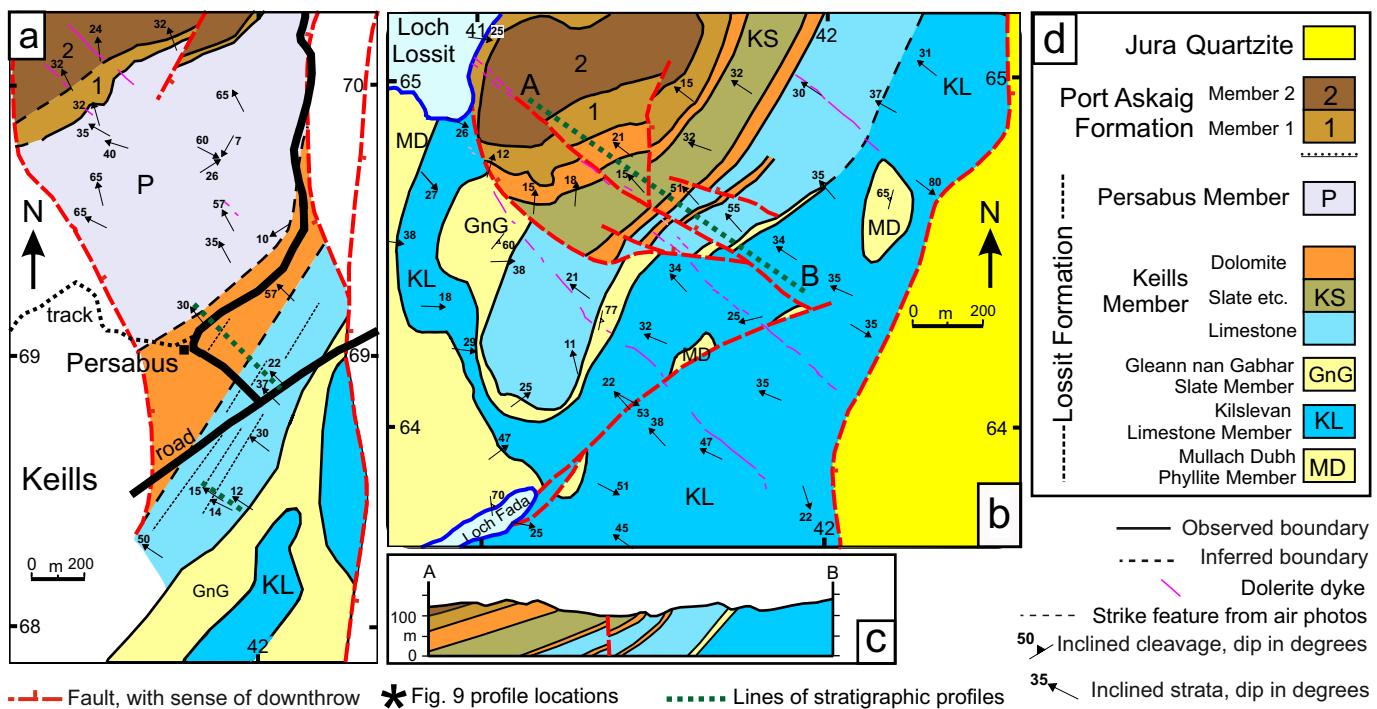 a
2
24
32
32
1
32
35
40
65
60
7
26
P
65
65
57
35
10
N
track
30
57
Persabus
22
37
road
30
Keills
15
12
14
50
0 m 200
GnG
KL
70
69
69
68
42
b
Loch
Lossit
41
25
2
KS
42
31
KL
65
65
A
1
15
32
30
37
MD
26
12
21
32
27
15
18
15
51
35
80
GnG
60
55
65
MD
N
38
38
KL
34
B
35
0 m 200
21
34
18
77
25
35
32
29
11
MD
25
22
53
35
38
64
64
47
47
KL
51
22
70
Loch Fada
25
45
42
b
A
B
100
m
0
c
d
Jura Quartzite
Port Askaig
Formation
Member 2
2
Member 1
1
Lossit Formation
Persabus Member
P
Keills
Member
Dolomite
Slate etc.
KS
Limestone
Gleann nan Gabhar
Slate Member
GnG
Kilslevan
Limestone Member
KL
Mullach Dubh
Phyllite Member
MD
Observed boundary
Inferred boundary
Dolerite dyke
Strike feature from air photos
50
Inclined cleavage, dip in degrees
35
Inclined strata, dip in degrees
Fault, with sense of downthrow
Fig. 9 profile locations
Lines of stratigraphic profiles